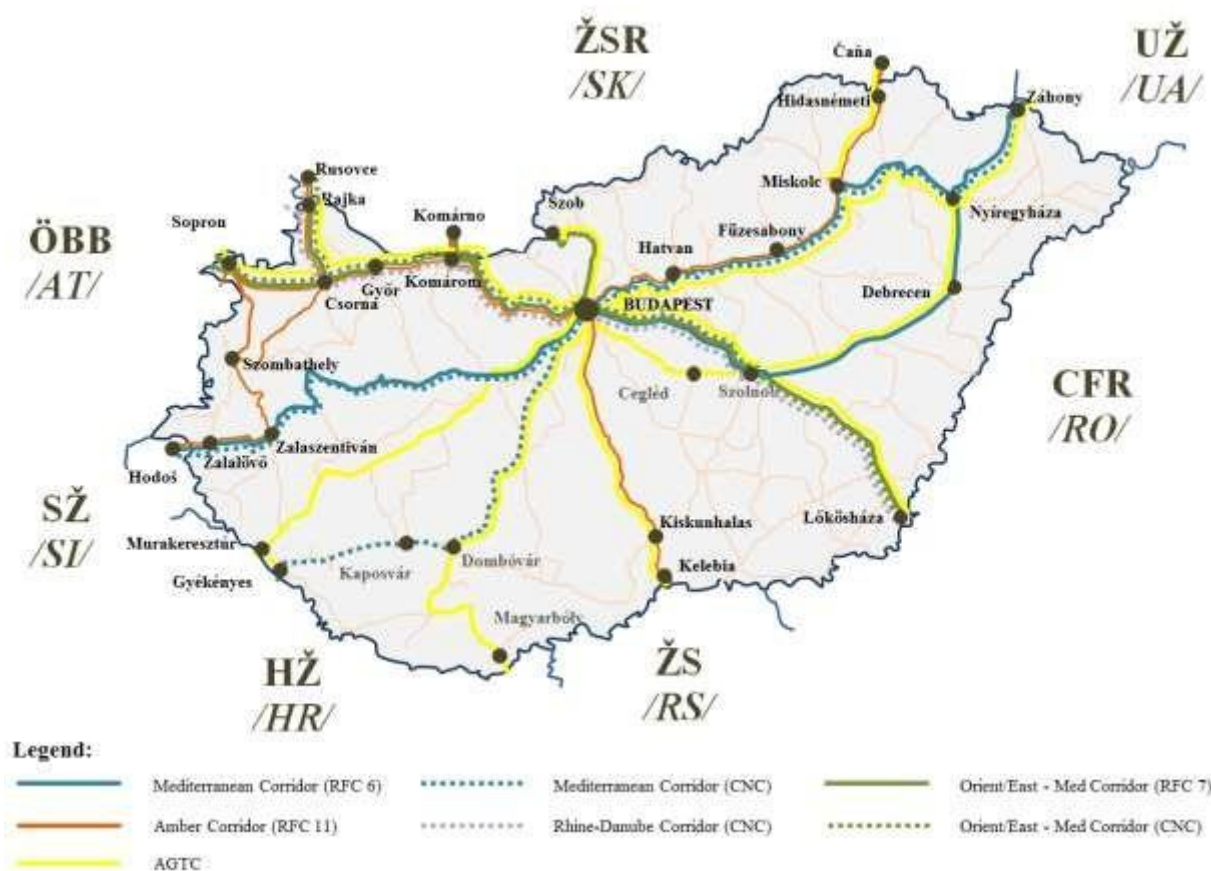 ŽSR
/SK/
UŽ
/UA/
Čaňa
Hidasnémeti
Záhony
Rusovce
Rajka
Miskolc
Nyíregyháza
Sopron
Komárno
Szob
ÖBB
/AT/
Hatvan
Fűzesabony
Csorna
Győr
Komárom
BUDAPEST
Debrecen
Szombathely
Cegléd
Szolnok
CFR
/RO/
Zalaszentiván
Zalalövő
Hodoš
SŽ
/SI/
Lőkösháza
Murakeresztúr
Kiskunhalas
Gyékényes
Kaposvár
Dombóvár
Kelebia
Magyarbóly
HŽ
/HR/
ŽS
/RS/
Legend:
Mediterranean Corridor (RFC 6)
Mediterranean Corridor (CNC)
Orient/East - Med Corridor (RFC 7)
Amber Corridor (RFC 11)
Rhine-Danube Corridor (CNC)
Orient/East - Med Corridor (CNC)
AGTC